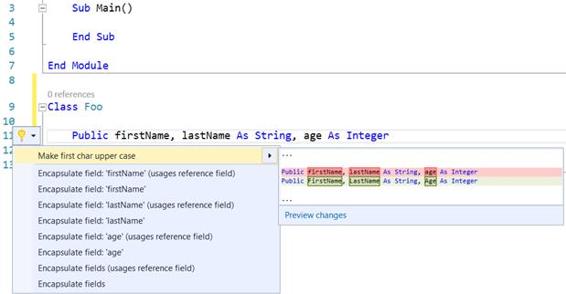 3 Sub Main()
4
5 End Sub
6
7 End Module
8
0 references
9 Class Foo
10
11 Public firstName, lastName As String, age As Integer
12
13
Make first char upper case
Encapsulate field: 'firstName' (usages reference field)
Encapsulate field: 'firstName'
Encapsulate field: 'lastName' (usages reference field)
Encapsulate field: 'lastName'
Encapsulate field: 'age' (usages reference field)
Encapsulate field: 'age'
Encapsulate fields (usages reference field)
Encapsulate fields
...
Public firstName, lastName As String, age As Integer
Public FirstName, LastName As String, Age As Integer
...
Preview changes